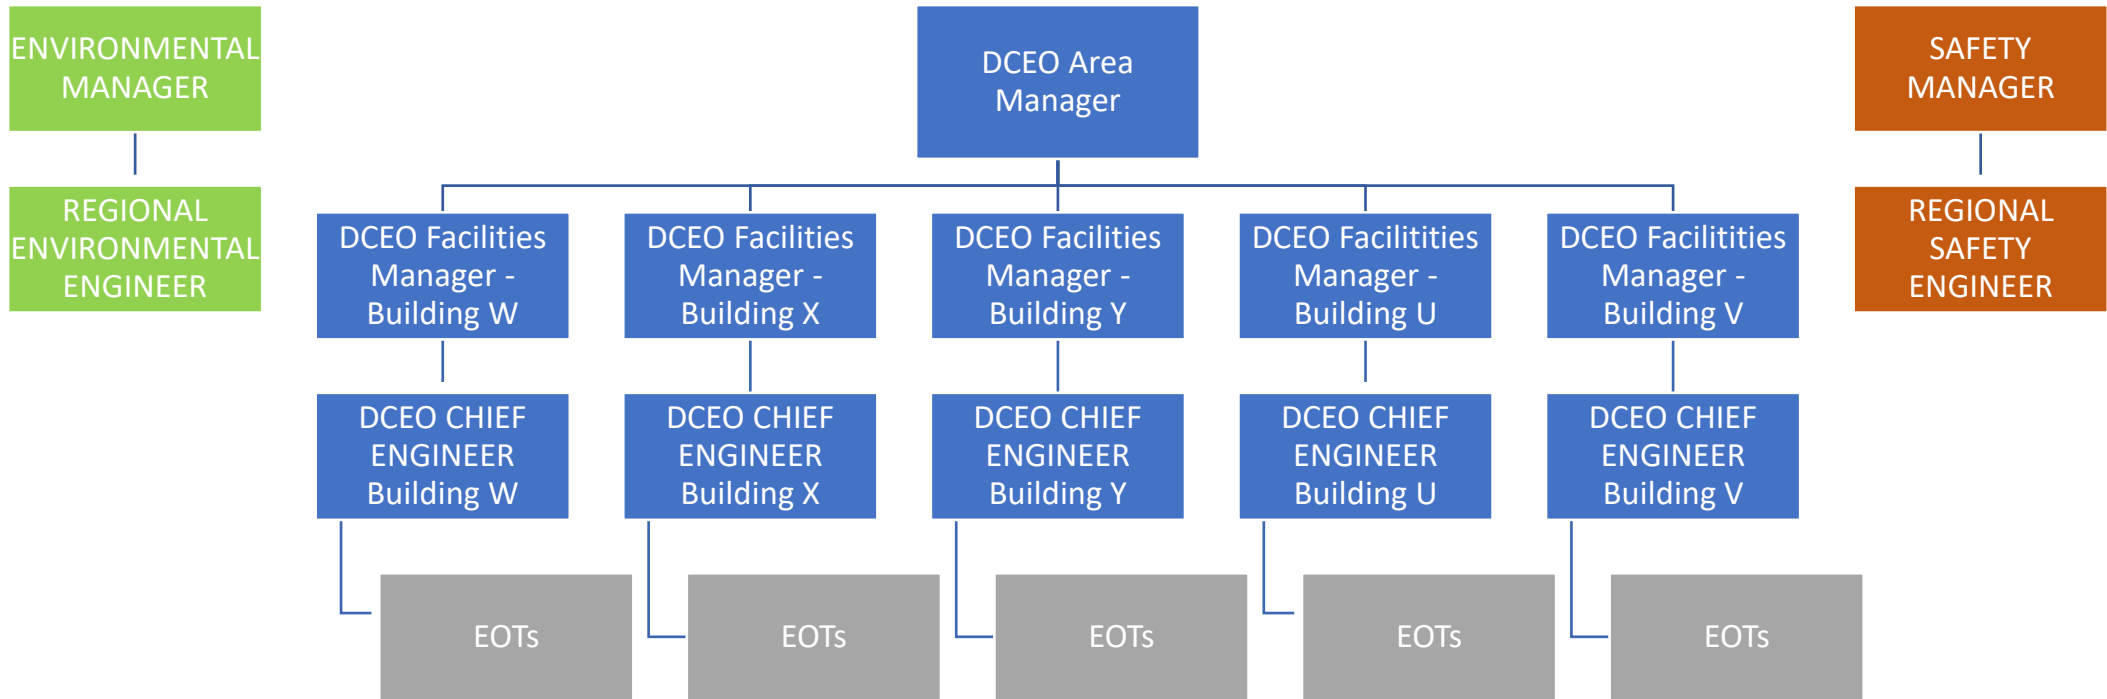 ENVIRONMENTAL
MANAGER
DCEO Area
Manager
SAFETY
MANAGER
REGIONAL
ENVIRONMENTAL
ENGINEER
DCEO Facilities
Manager -
Building W
DCEO Facilities
Manager -
Building X
DCEO Facilities
Manager -
Building Y
DCEO Facilitities
Manager -
Building U
DCEO Facilitities
Manager -
Building V
REGIONAL
SAFETY
ENGINEER
DCEO CHIEF
ENGINEER
Building W
DCEO CHIEF
ENGINEER
Building X
DCEO CHIEF
ENGINEER
Building Y
DCEO CHIEF
ENGINEER
Building U
DCEO CHIEF
ENGINEER
Building V
EOTs
EOTs
EOTs
EOTs
EOTs